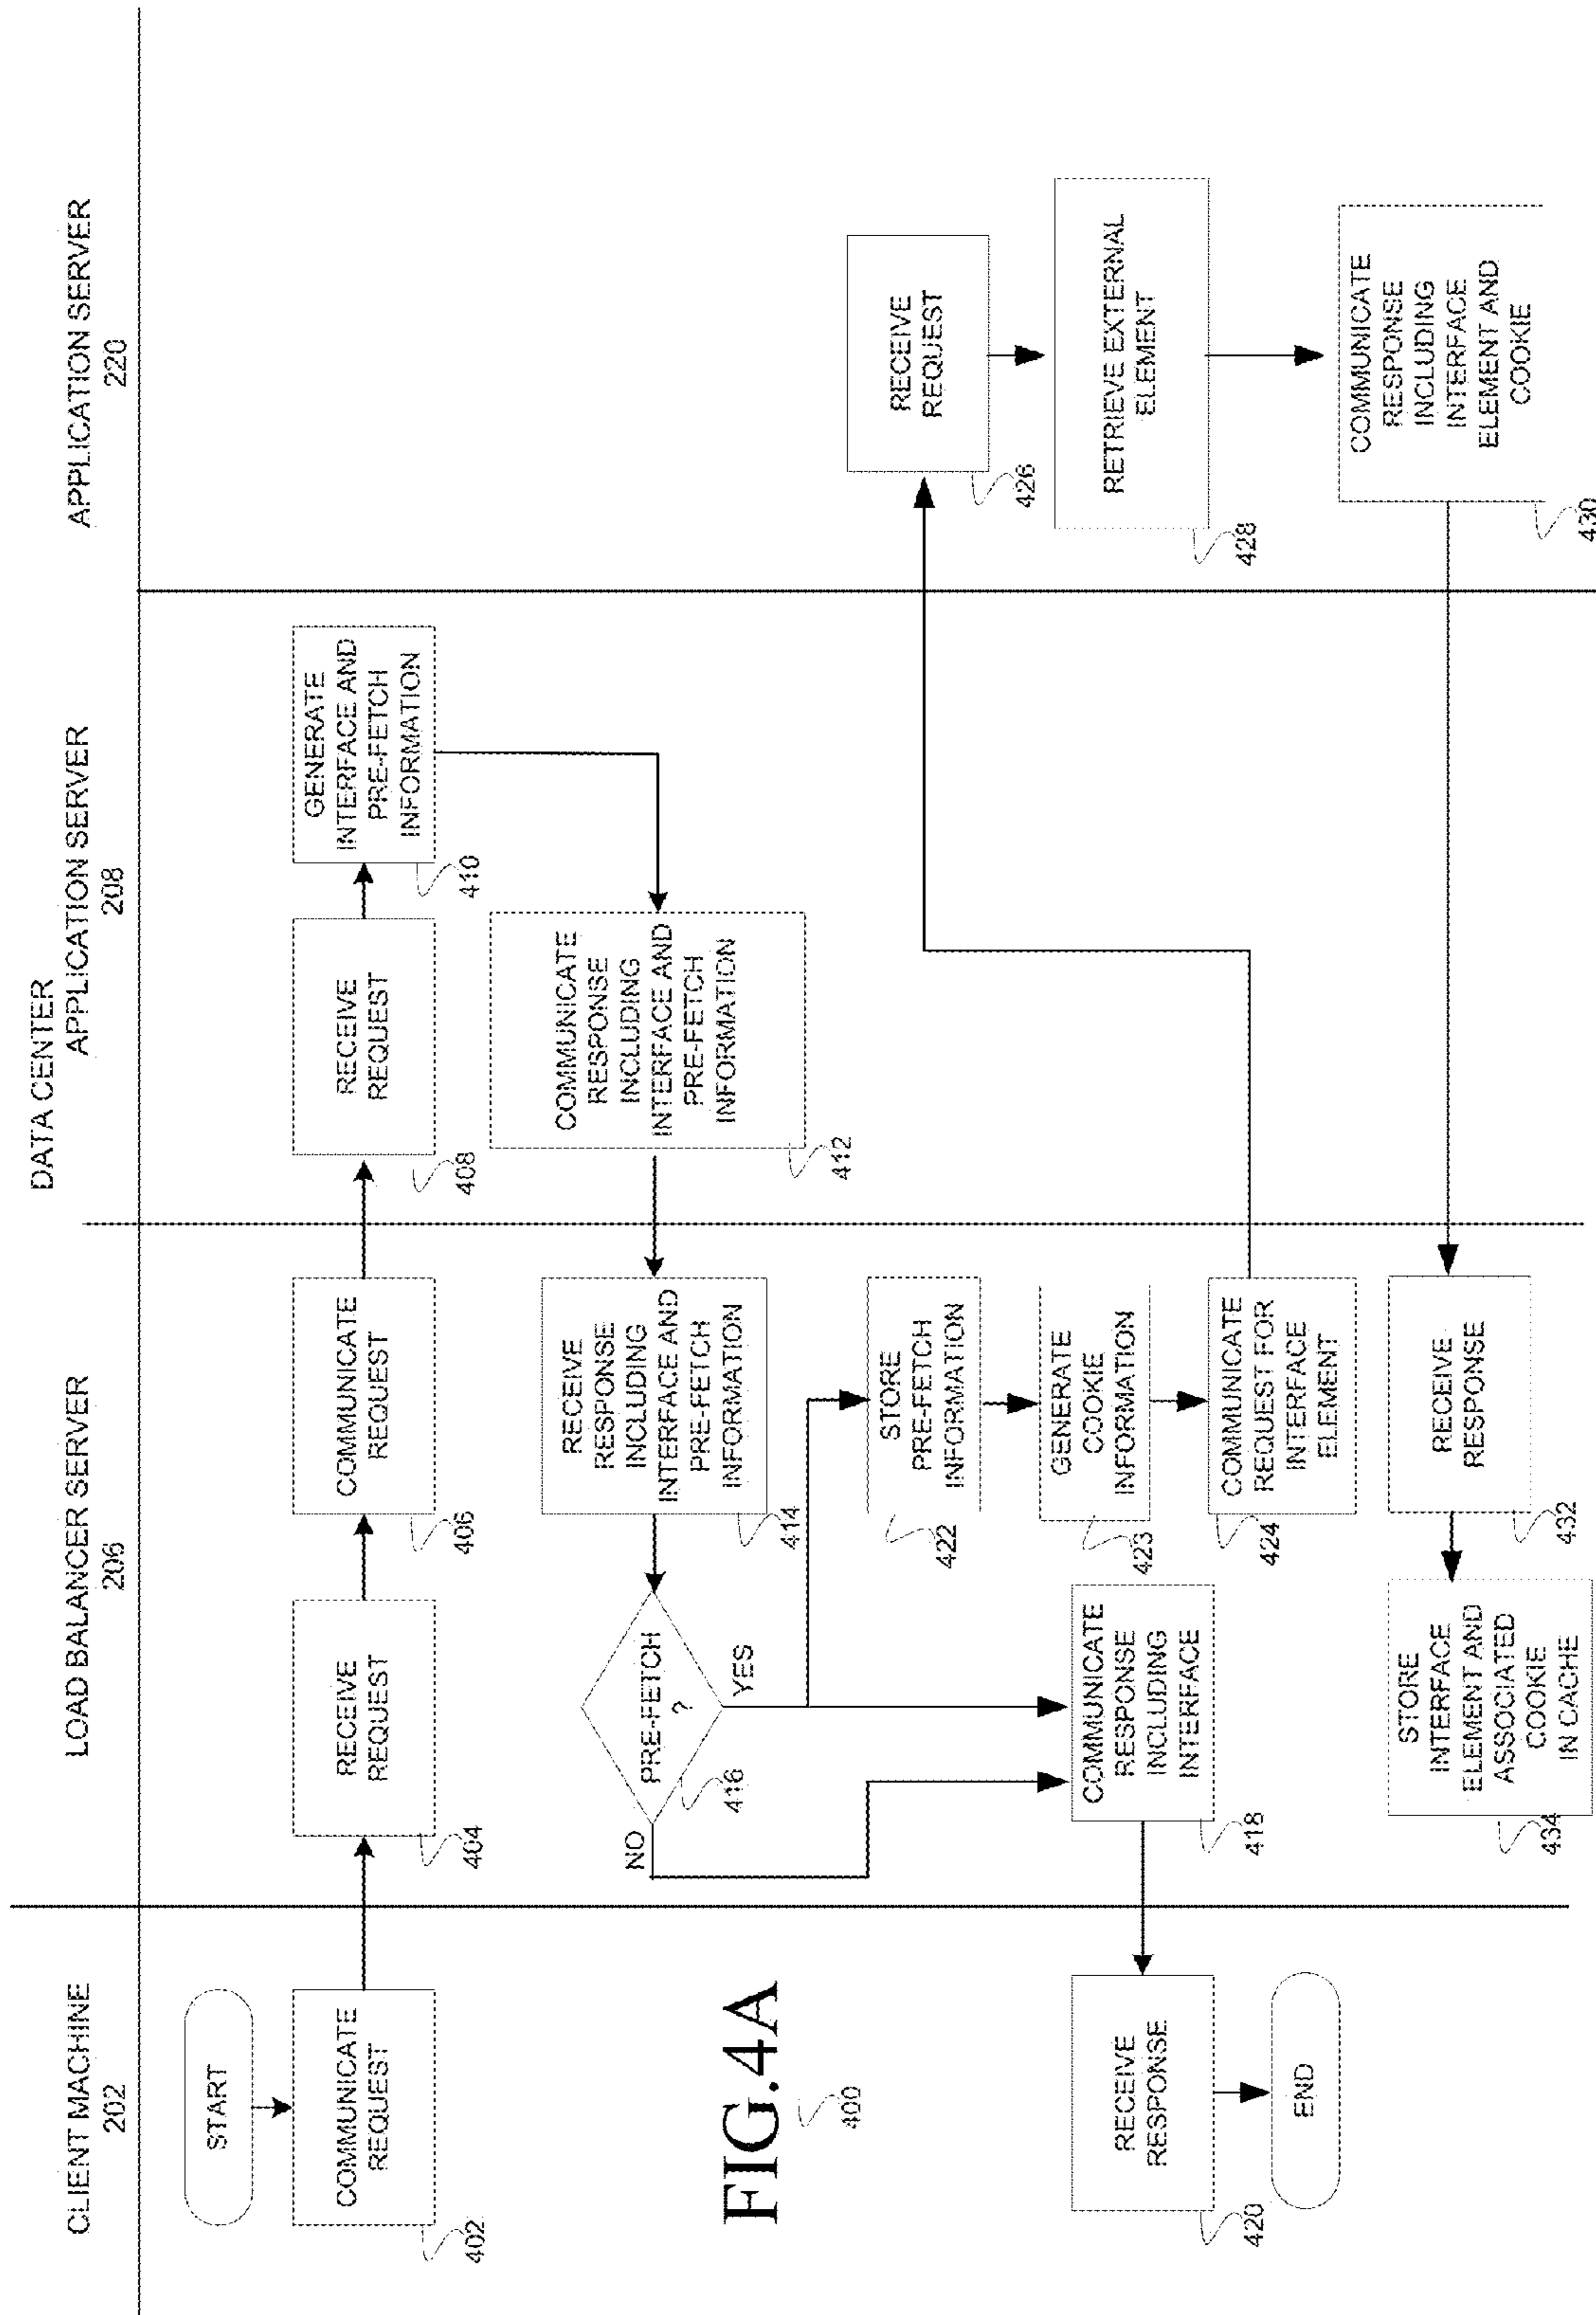 CLIENT MACHINE
202
LOAD BALANCER SERVER
206
DATA CENTER
APPLICATION SERVER
208
APPLICATION SERVER
220
START
COMMUNICATE
REQUEST
402
RECEIVE
REQUEST
404
COMMUNICATE
REQUEST
406
RECEIVE
REQUEST
408
GENERATE
INTERFACE AND
PRE-FETCH
INFORMATION
410
COMMUNICATE
RESPONSE
INCLUDING
INTERFACE AND
PRE-FETCH
INFORMATION
412
RECEIVE
RESPONSE
INCLUDING
INTERFACE AND
PRE-FETCH
INFORMATION
414
PRE-FETCH
?
416
NO
YES
STORE
PRE-FETCH
INFORMATION
422
GENERATE
COOKIE
INFORMATION
423
COMMUNICATE
REQUEST FOR
INTERFACE
ELEMENT
424
COMMUNICATE
RESPONSE
INCLUDING
INTERFACE
418
RECEIVE
RESPONSE
420
END
RECEIVE
REQUEST
426
RETRIEVE EXTERNAL
ELEMENT
428
COMMUNICATE
RESPONSE
INCLUDING
INTERFACE
ELEMENT AND
COOKIE
430
RECEIVE
RESPONSE
432
STORE
INTERFACE
ELEMENT AND
ASSOCIATED
COOKIE
IN CACHE
434
FIG.4A
400